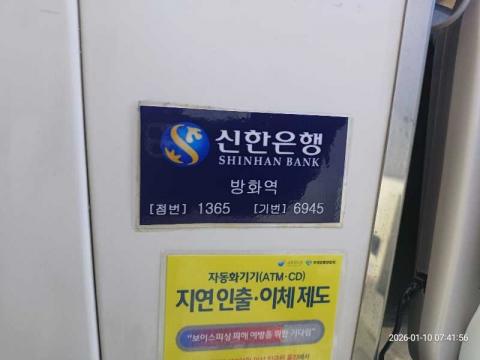 신한은행
SHINHAN BANK
방화역
[점번] 1365 [기번] 6945
자동화기기(ATM·CD)
지연 인출·이체 제도
"보이스피싱 피해 예방을 위한 기다림"
2026-01-10 07:41:56